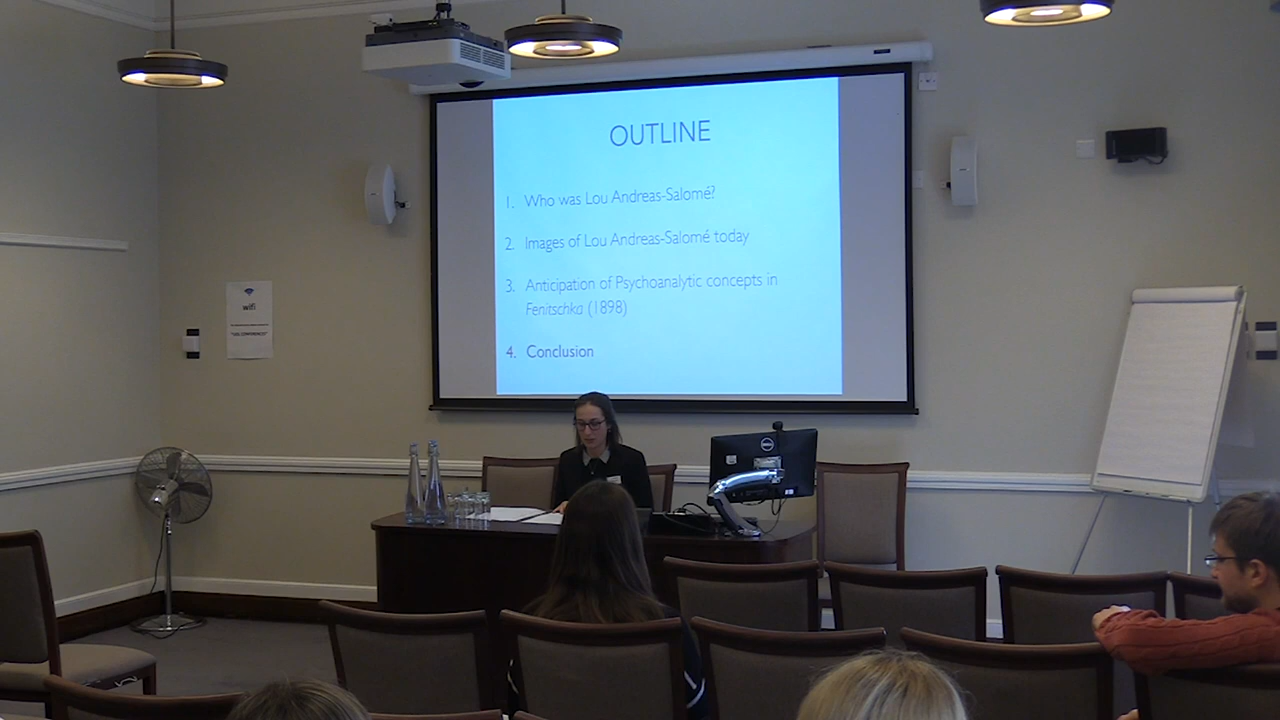 OUTLINE
1. Who was Lou Andreas-Salomé?
2. Images of Lou Andreas-Salomé today
3. Anticipation of Psychoanalytic concepts in
Fenitschka (1898)
4. Conclusion
wifi
DELL